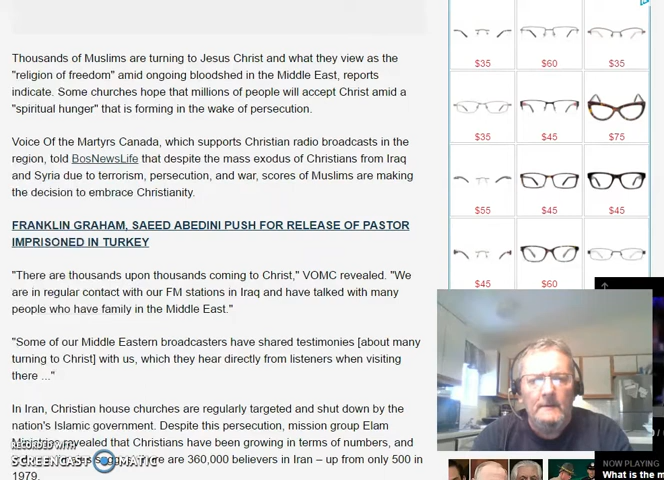 Thousands of Muslims are turning to Jesus Christ and what they view as the
"religion of freedom" amid ongoing bloodshed in the Middle East, reports
indicate. Some churches hope that millions of people will accept Christ amid a
"spiritual hunger" that is forming in the wake of persecution.
Voice Of the Martyrs Canada, which supports Christian radio broadcasts in the
region, told BosNewsLife that despite the mass exodus of Christians from Iraq
and Syria due to terrorism, persecution, and war, scores of Muslims are making
the decision to embrace Christianity.
FRANKLIN GRAHAM, SAEED ABEDINI PUSH FOR RELEASE OF PASTOR
IMPRISONED IN TURKEY
"There are thousands upon thousands coming to Christ," VOMC revealed. "We
are in regular contact with our FM stations in Iraq and have talked with many
people who have family in the Middle East."
"Some of our Middle Eastern broadcasters have shared testimonies [about many
turning to Christ] with us, which they hear directly from listeners when visiting
there ..."
In Iran, Christian house churches are regularly targeted and shut down by the
nation's Islamic government. Despite this persecution, mission group Elam
revealed that Christians have been growing in terms of numbers, and
are 360,000 believers in Iran – up from only 500 in
1979.
RECORDED WITH
SCREENCAST MATIC
$35 $60 $35
$35 $45 $75
$55 $45 $45
$45 $60
NOW PLAYING
What is the m